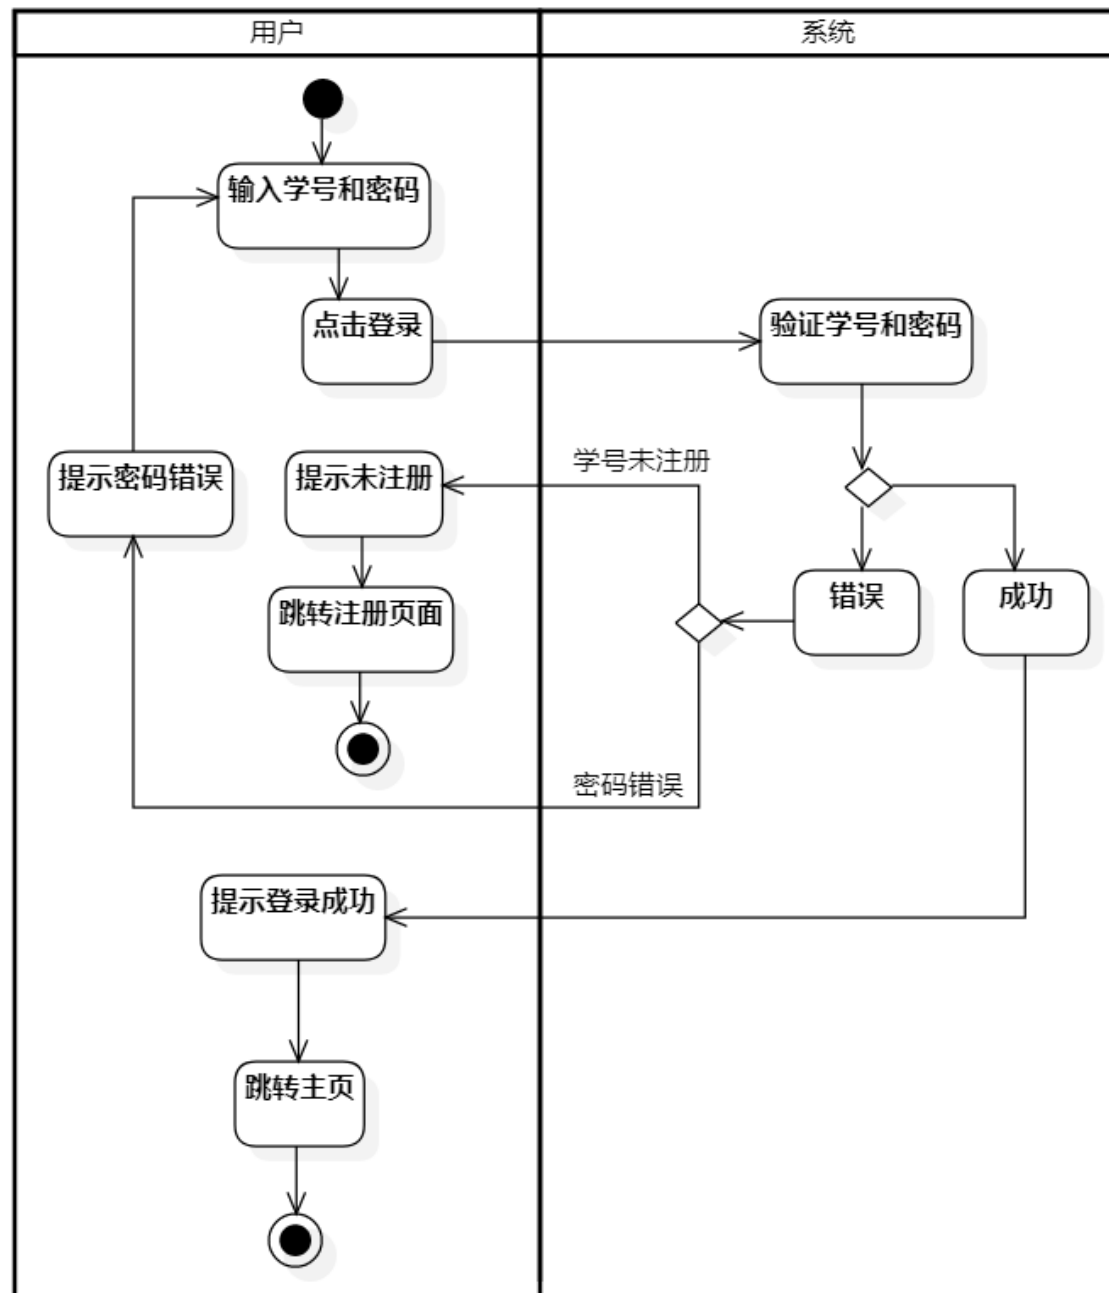 用户
系统
输入学号和密码
点击登录
验证学号和密码
学号未注册
提示密码错误
提示未注册
错误
成功
跳转注册页面
密码错误
提示登录成功
跳转主页